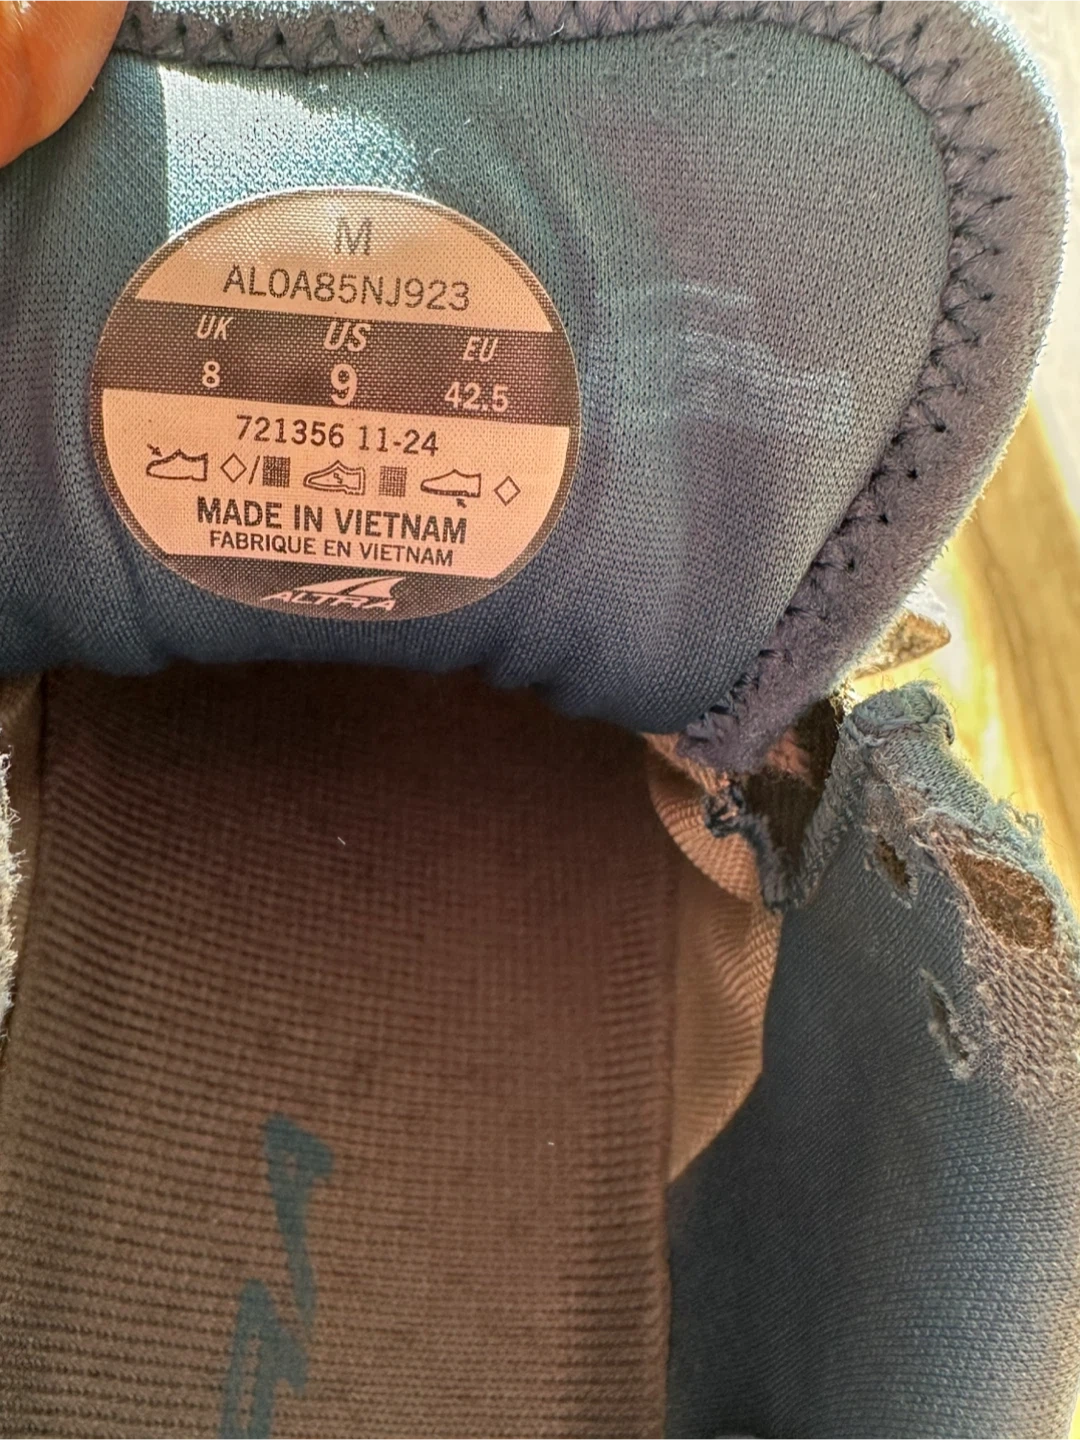 M
AL0A85NJ923
UK US EU
8 9 42.5
721356 11-24
MADE IN VIETNAM
FABRIQUE EN VIETNAM
ALTRA